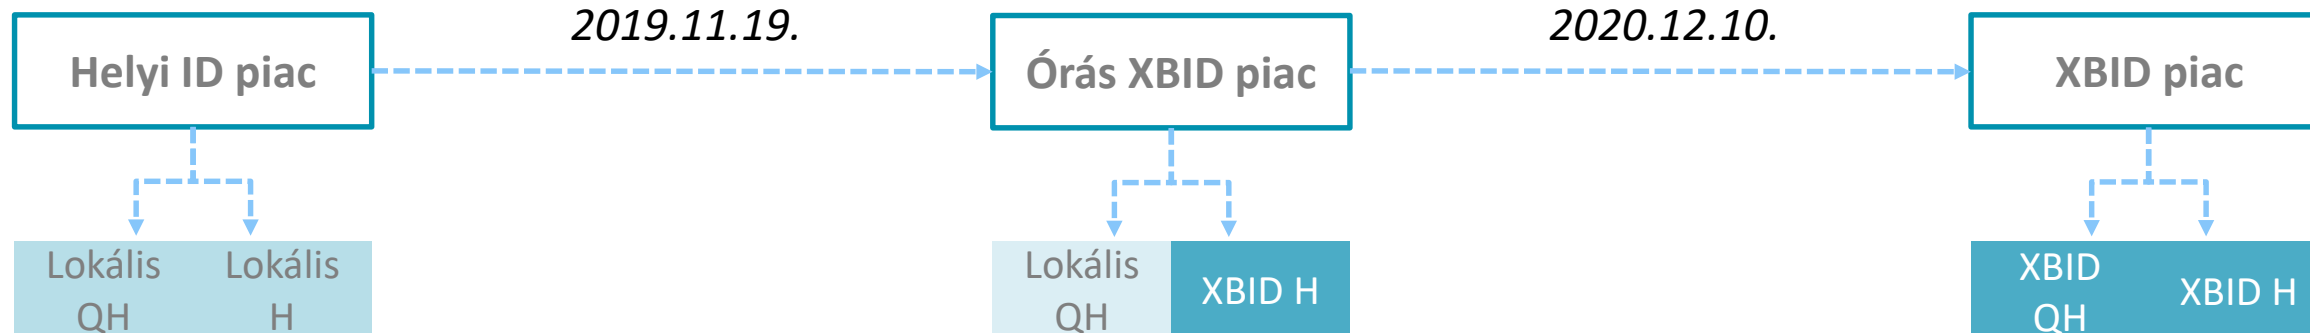 2019.11.19.
2020.12.10.
Helyi ID piac
Órás XBID piac
XBID piac
Lokális
QH
Lokális
H
Lokális
QH
XBID H
XBID
QH
XBID H